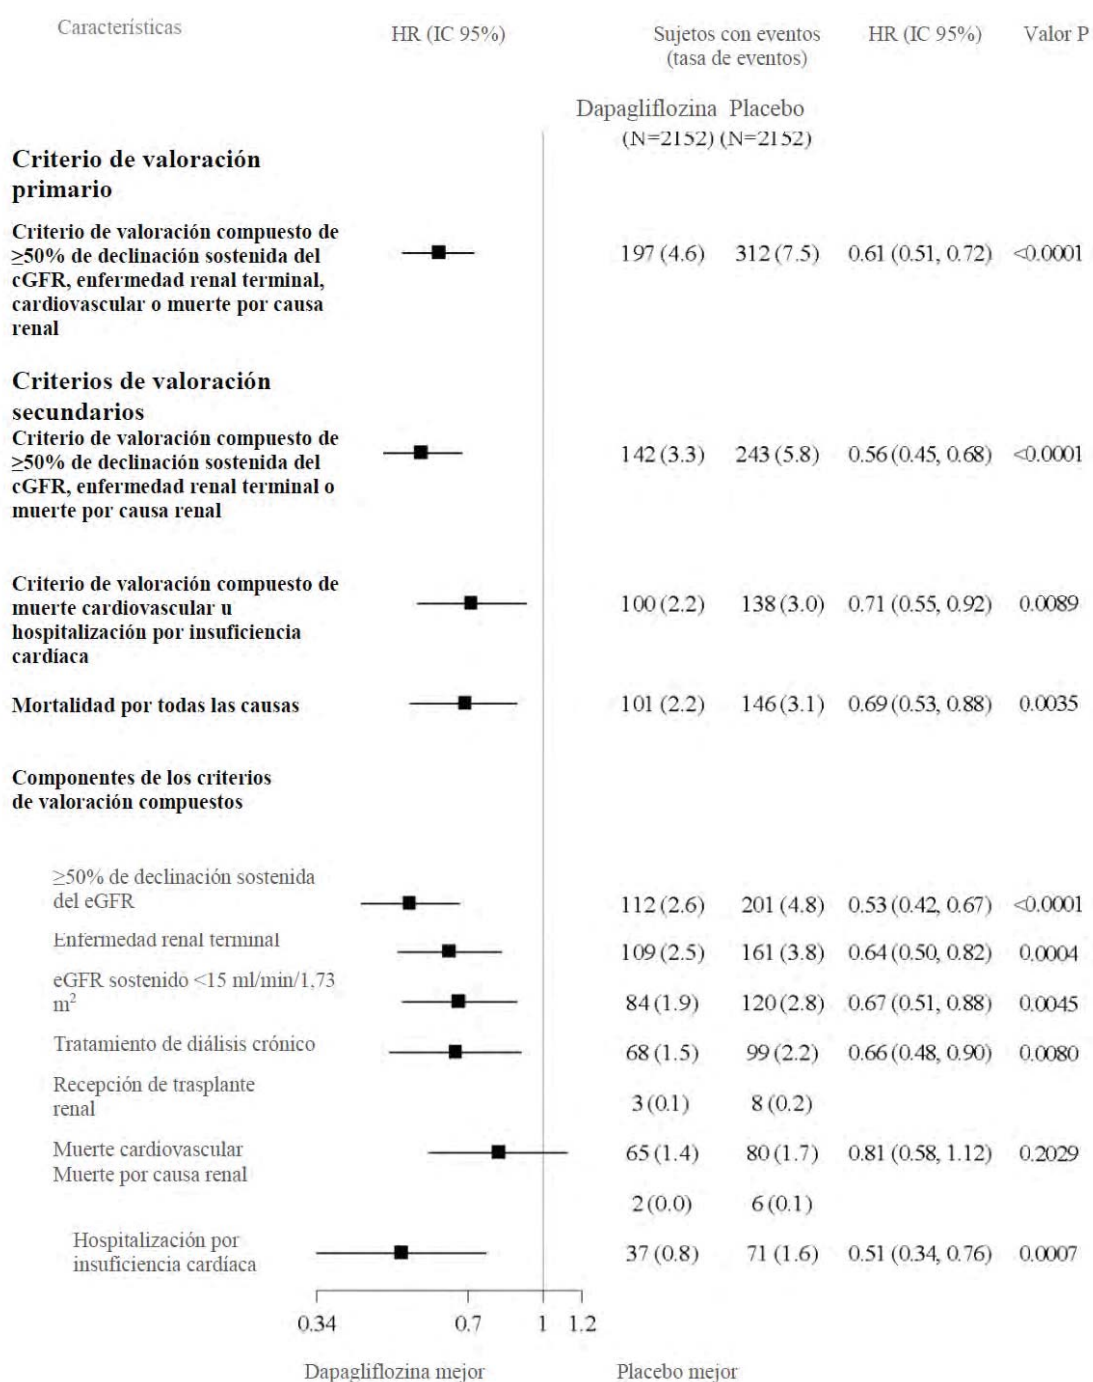 Características
HR (IC 95%)
Sujetos con eventos
(tasa de eventos)
HR (IC 95%)
Valor P
Dapagliflozina Placebo
(N=2152) (N=2152)
Criterio de valoración
primario
Criterio de valoración compuesto de
≥50% de declinación sostenida del
cGFR, enfermedad renal terminal,
cardiovascular o muerte por causa
renal
197 (4.6) 312 (7.5) 0.61 (0.51, 0.72) <0.0001
Criterios de valoración
secundarios
Criterio de valoración compuesto de
≥50% de declinación sostenida del
cGFR, enfermedad renal terminal o
muerte por causa renal
142 (3.3) 243 (5.8) 0.56 (0.45, 0.68) <0.0001
Criterio de valoración compuesto de
muerte cardiovascular u
hospitalización por insuficiencia
cardíaca
100 (2.2) 138 (3.0) 0.71 (0.55, 0.92) 0.0089
Mortalidad por todas las causas
101 (2.2) 146 (3.1) 0.69 (0.53, 0.88) 0.0035
Componentes de los criterios
de valoración compuestos
≥50% de declinación sostenida
del eGFR
112 (2.6) 201 (4.8) 0.53 (0.42, 0.67) <0.0001
Enfermedad renal terminal
109 (2.5) 161 (3.8) 0.64 (0.50, 0.82) 0.0004
eGFR sostenido <15 ml/min/1,73
m²
84 (1.9) 120 (2.8) 0.67 (0.51, 0.88) 0.0045
Tratamiento de diálisis crónico
68 (1.5) 99 (2.2) 0.66 (0.48, 0.90) 0.0080
Recepción de trasplante
renal
3 (0.1) 8 (0.2)
Muerte cardiovascular
65 (1.4) 80 (1.7) 0.81 (0.58, 1.12) 0.2029
Muerte por causa renal
2 (0.0) 6 (0.1)
Hospitalización por
insuficiencia cardíaca
37 (0.8) 71 (1.6) 0.51 (0.34, 0.76) 0.0007
0.34 0.7 1 1.2
Dapagliflozina mejor
Placebo mejor